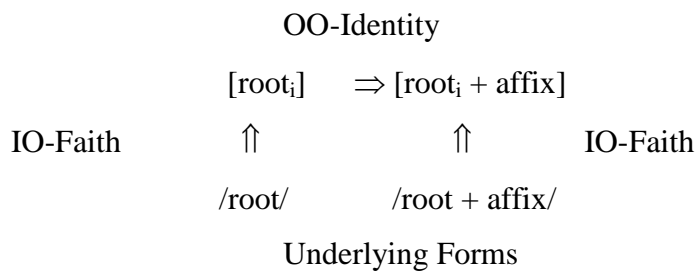 OO-Identity
[rootᵢ] ⇒ [rootᵢ + affix]
IO-Faith ⇑ ⇑ IO-Faith
/root/ /root + affix/
Underlying Forms